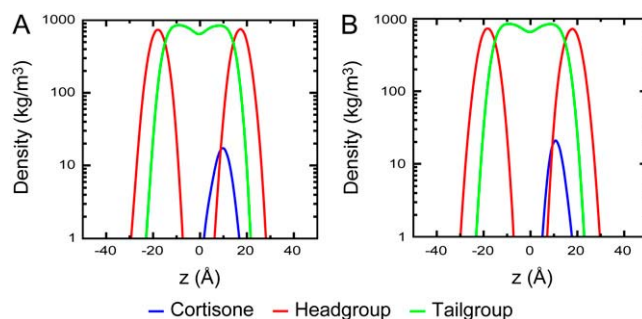 A
B
1000
100
10
1
Density (kg/m³)
-40 -20 0 20 40
z (Å)
1000
100
10
1
Density (kg/m³)
-40 -20 0 20 40
z (Å)
Cortisone Headgroup Tailgroup